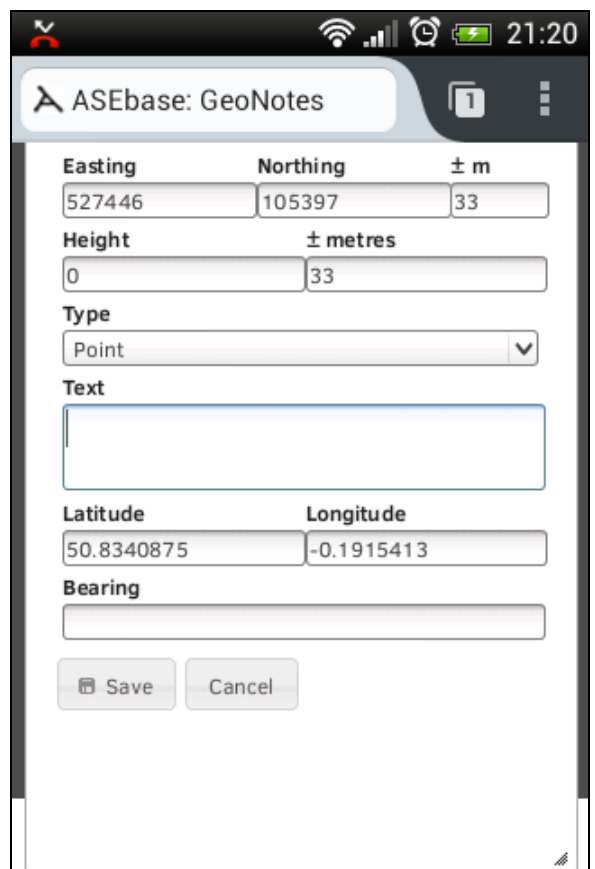 21:20
ASEbase: GeoNotes
1
Easting Northing ± m
527446 105397 33
Height ± metres
0 33
Type
Point
Text
Latitude Longitude
50.8340875 -0.1915413
Bearing
Save Cancel